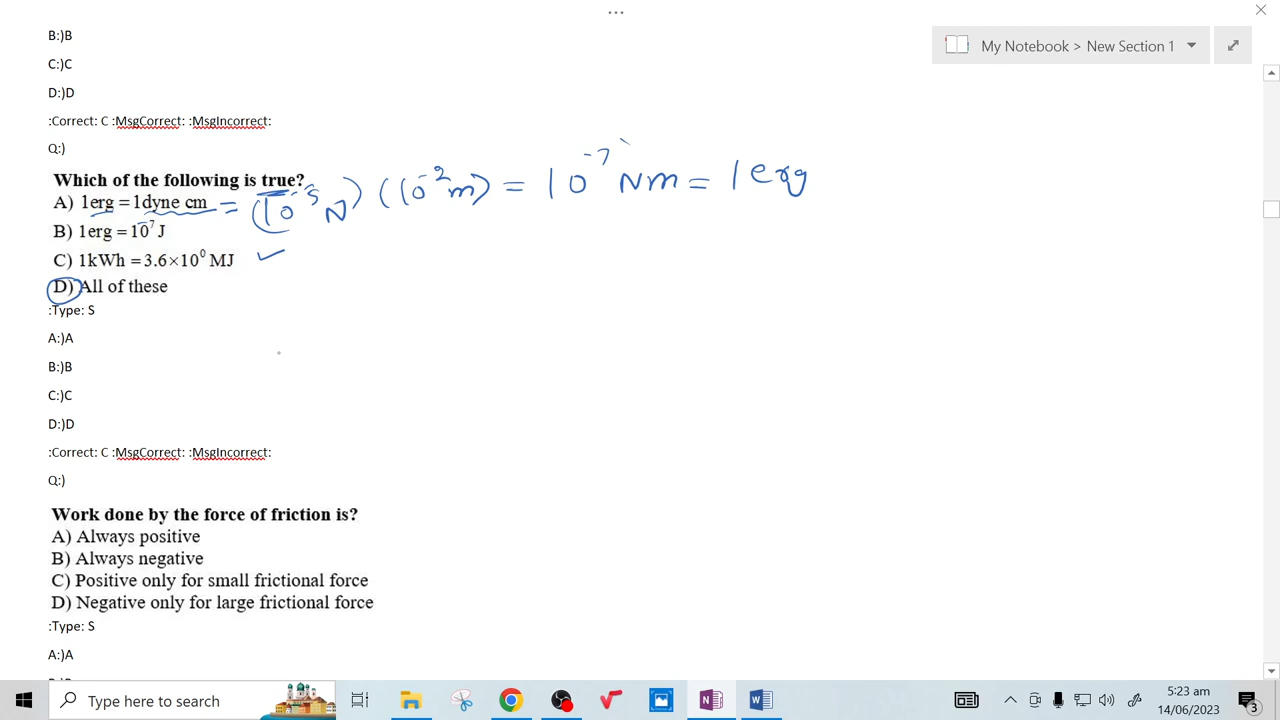 ...
My Notebook > New Section 1
B:)B
C:)C
D:)D
:Correct: C :MsgCorrect: :MsgIncorrect:
Q:)
Which of the following is true?
A) 1erg = 1dyne cm = (10⁻⁵ N) (10⁻² m) = 10⁻⁷ Nm = 1 erg
B) 1erg = 10⁻⁷ J
C) 1kWh = 3.6×10⁰ MJ ✓
D) All of these
:Type: S
A:)A
B:)B
C:)C
D:)D
:Correct: C :MsgCorrect: :MsgIncorrect:
Q:)
Work done by the force of friction is?
A) Always positive
B) Always negative
C) Positive only for small frictional force
D) Negative only for large frictional force
:Type: S
A:)A
Type here to search
5:23 am
14/06/2023
3